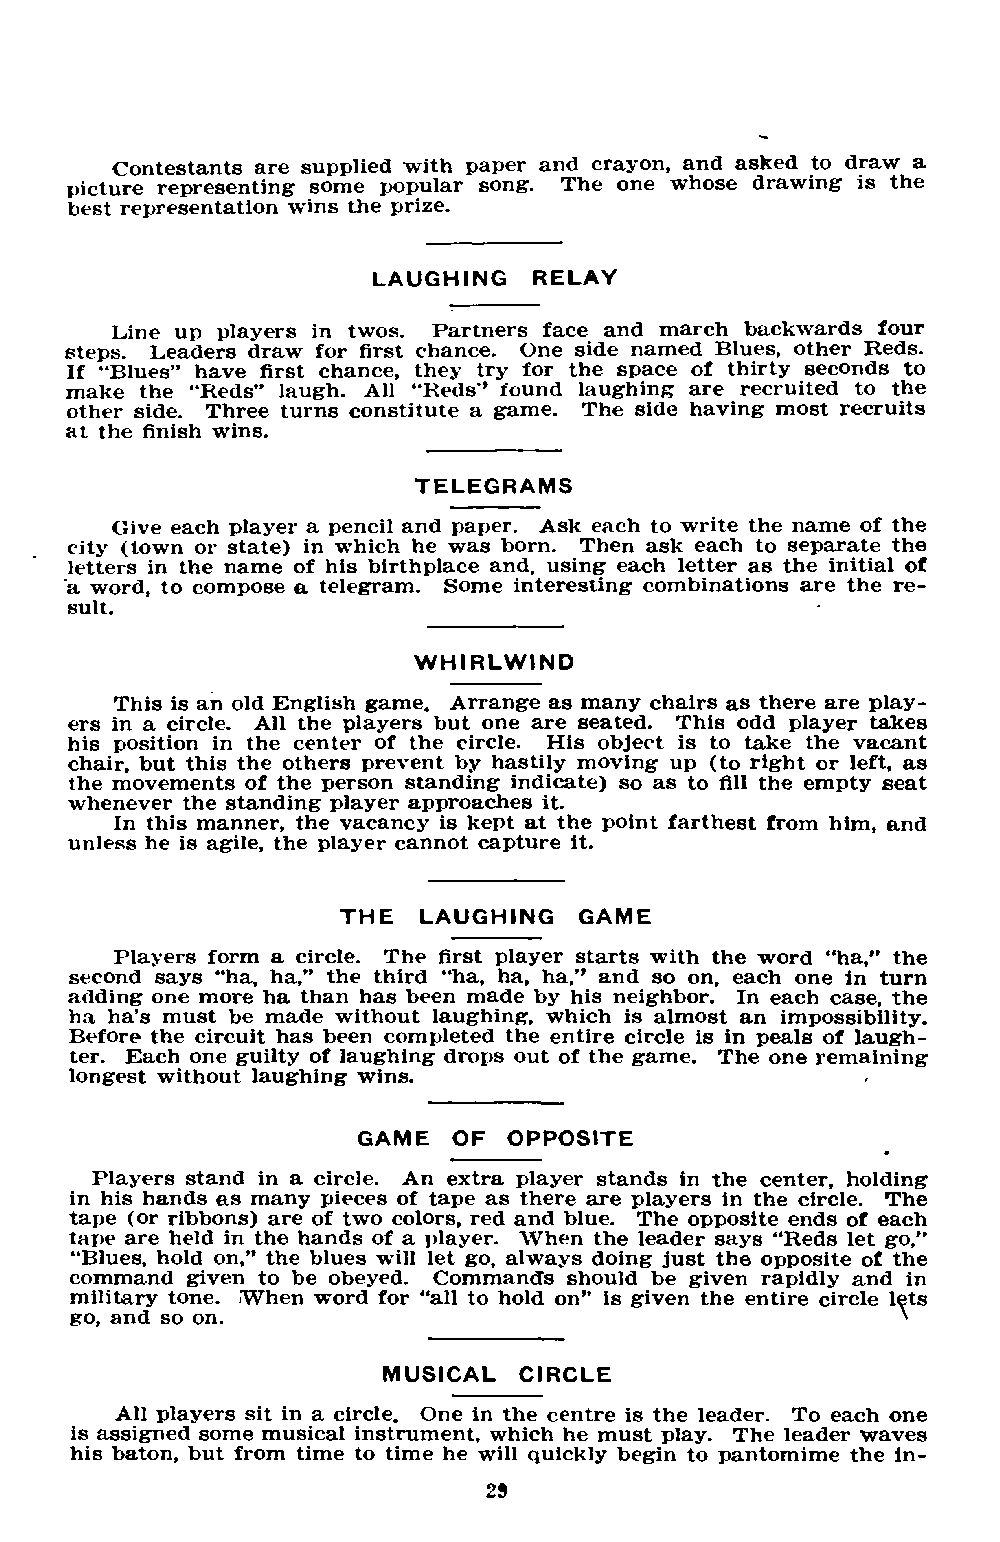 Contestants are supplied with paper and crayon, and asked to draw a
picture representing some popular song. The one whose drawing is the
best representation wins the prize.
LAUGHING RELAY
Line up players in twos. Partners face and march backwards four
steps. Leaders draw for first chance. One side named Blues, other Reds.
If “Blues” have first chance, they try for the space of thirty seconds to
make the “Reds” laugh. All “Reds” found laughing are recruited to the
other side. Three turns constitute a game. The side having most recruits
at the finish wins.
TELEGRAMS
Give each player a pencil and paper. Ask each to write the name of the
city (town or state) in which he was born. Then ask each to separate the
letters in the name of his birthplace and, using each letter as the initial of
a word, to compose a telegram. Some interesting combinations are the re-
sult.
WHIRLWIND
This is an old English game. Arrange as many chairs as there are play-
ers in a circle. All the players but one are seated. This odd player takes
his position in the center of the circle. His object is to take the vacant
chair, but this the others prevent by hastily moving up (to right or left, as
the movements of the person standing indicate) so as to fill the empty seat
whenever the standing player approaches it.
In this manner, the vacancy is kept at the point farthest from him, and
unless he is agile, the player cannot capture it.
THE LAUGHING GAME
Players form a circle. The first player starts with the word “ha,” the
second says “ha, ha,” the third “ha, ha, ha,” and so on, each one in turn
adding one more ha than has been made by his neighbor. In each case, the
ha ha’s must be made without laughing, which is almost an impossibility.
Before the circuit has been completed the entire circle is in peals of laugh-
ter. Each one guilty of laughing drops out of the game. The one remaining
longest without laughing wins.
GAME OF OPPOSITE
Players stand in a circle. An extra player stands in the center, holding
in his hands as many pieces of tape as there are players in the circle. The
tape (or ribbons) are of two colors, red and blue. The opposite ends of each
tape are held in the hands of a player. When the leader says “Reds let go,”
“Blues, hold on,” the blues will let go, always doing just the opposite of the
command given to be obeyed. Commands should be given rapidly and in
military tone. When word for “all to hold on” is given the entire circle lets
go, and so on.
MUSICAL CIRCLE
All players sit in a circle. One in the centre is the leader. To each one
is assigned some musical instrument, which he must play. The leader waves
his baton, but from time to time he will quickly begin to pantomime the in-
29